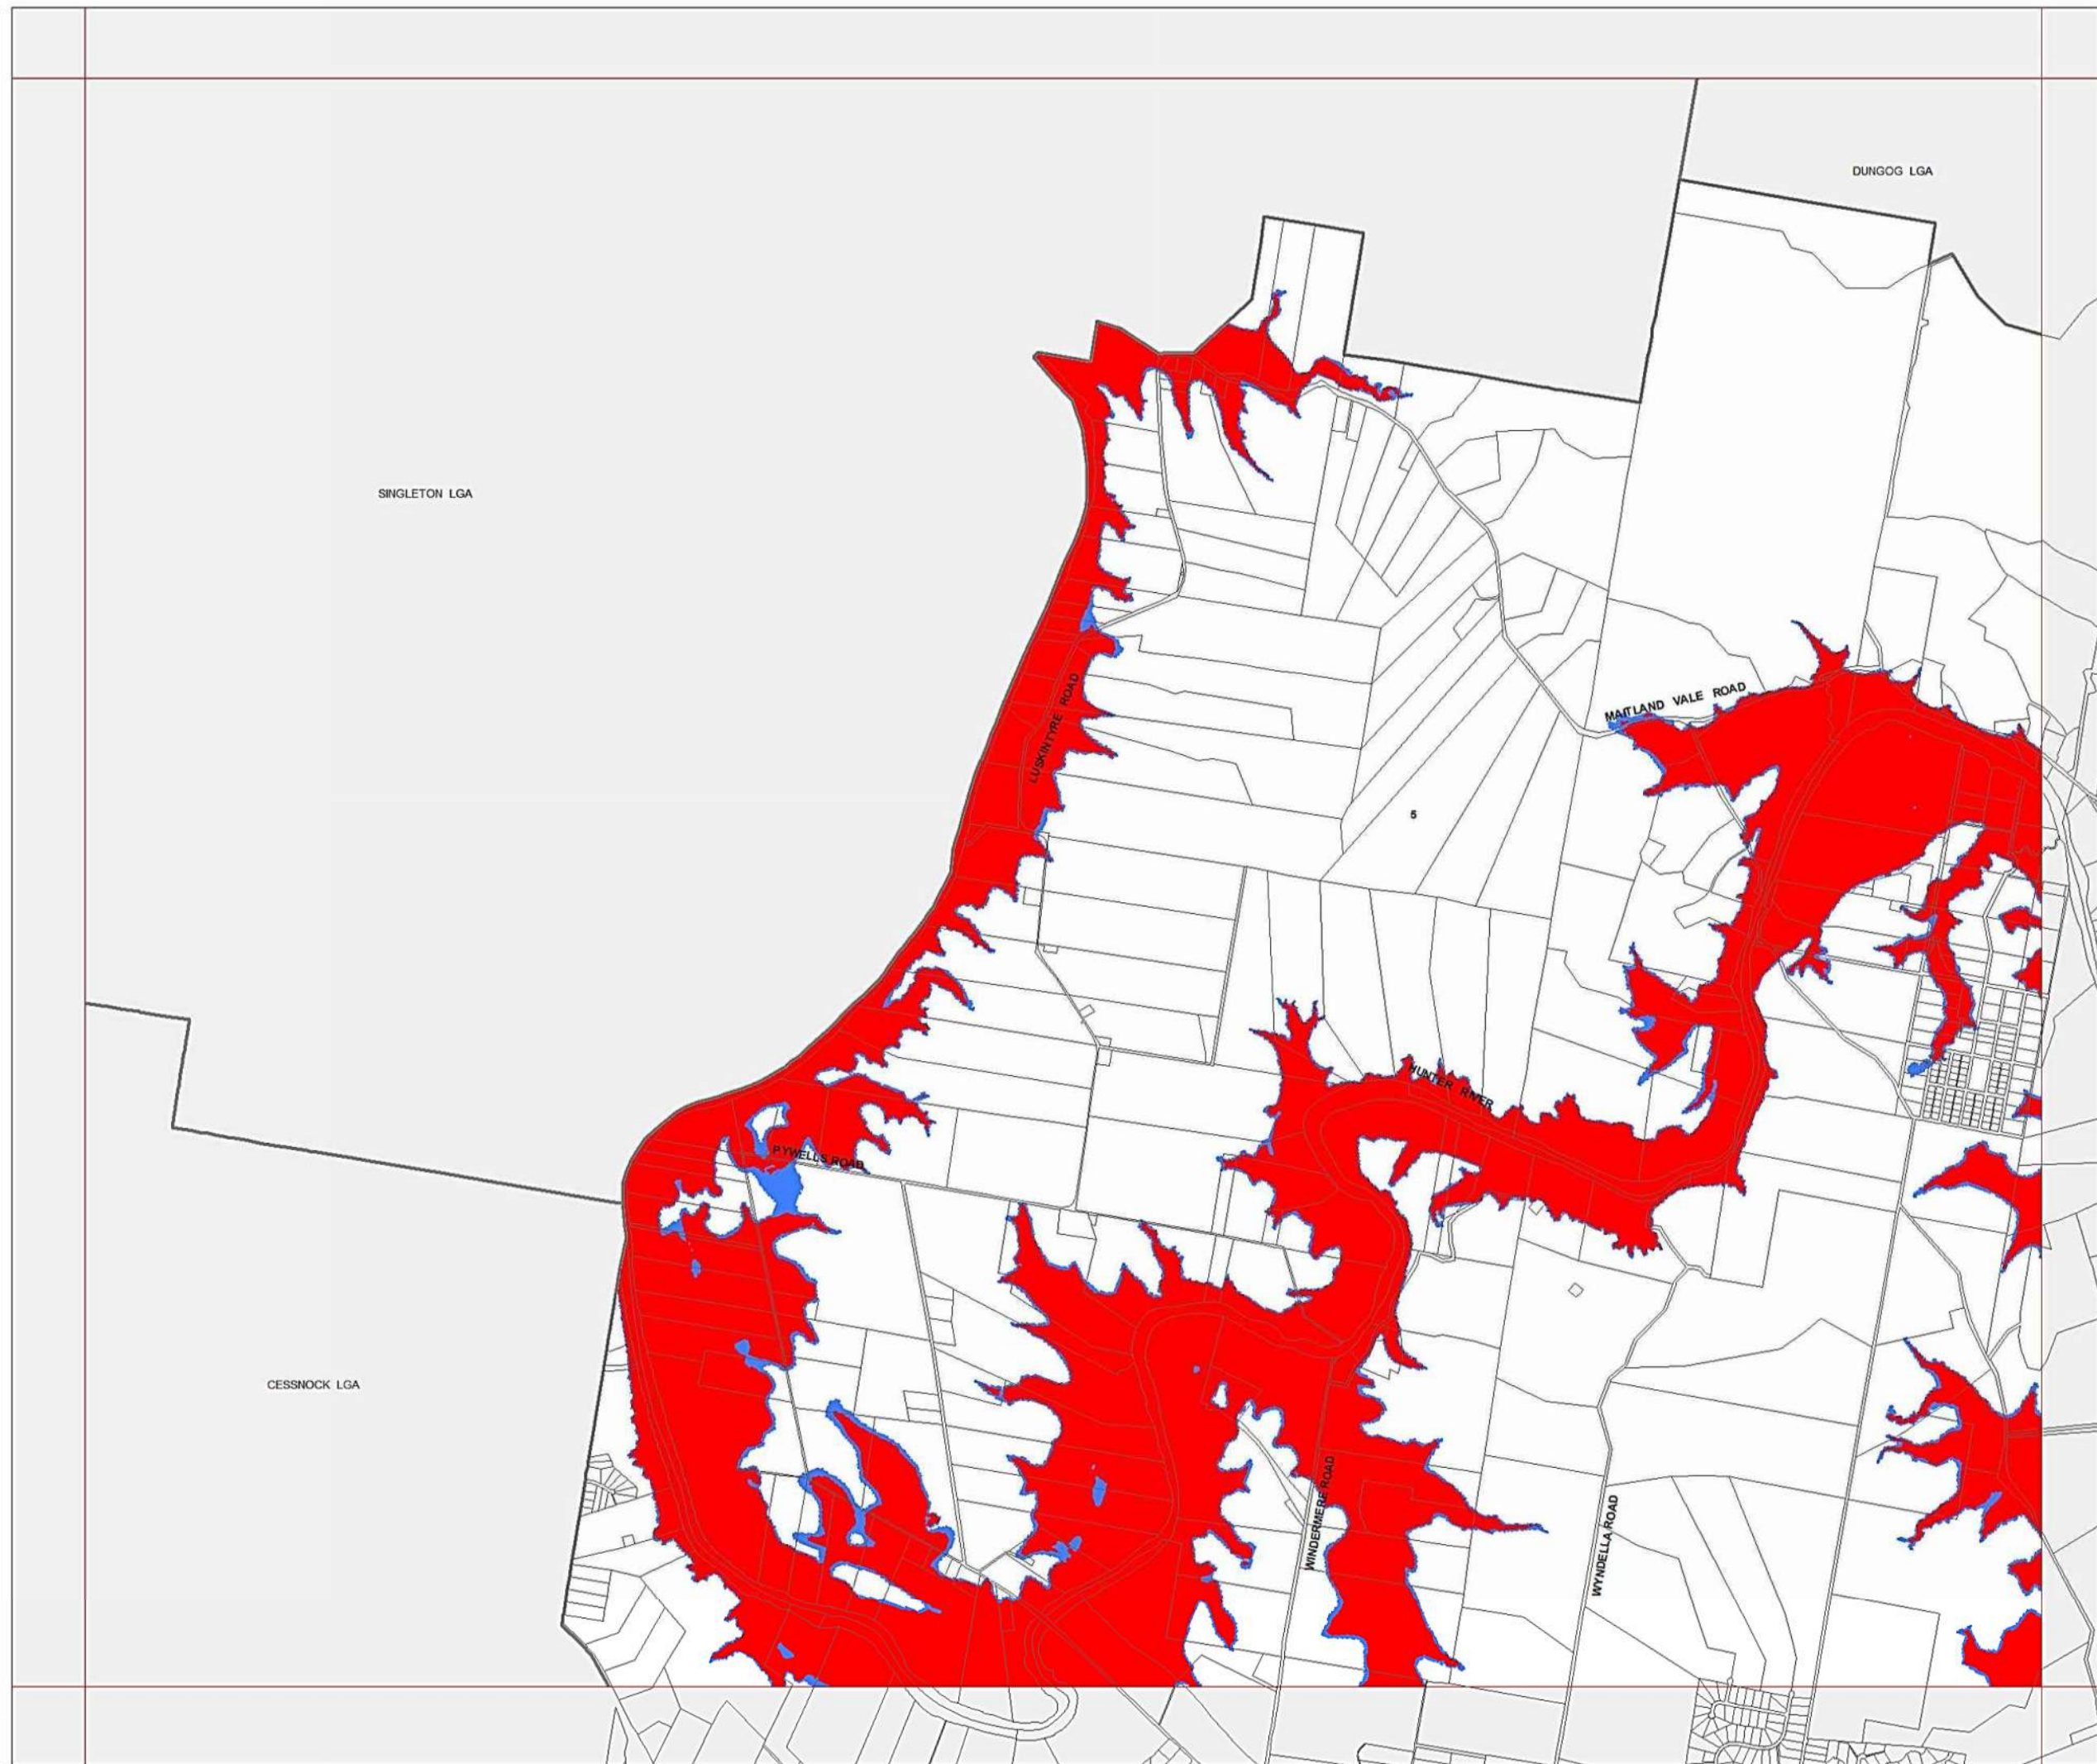 DUNGOG LGA
SINGLETON LGA
MAITLAND VALE ROAD
LUSKINTYRE ROAD
5
HUNTER RIVER
PYWELLS ROAD
CESSNOCK LGA
WINDERMERE ROAD
WYNDELLA ROAD